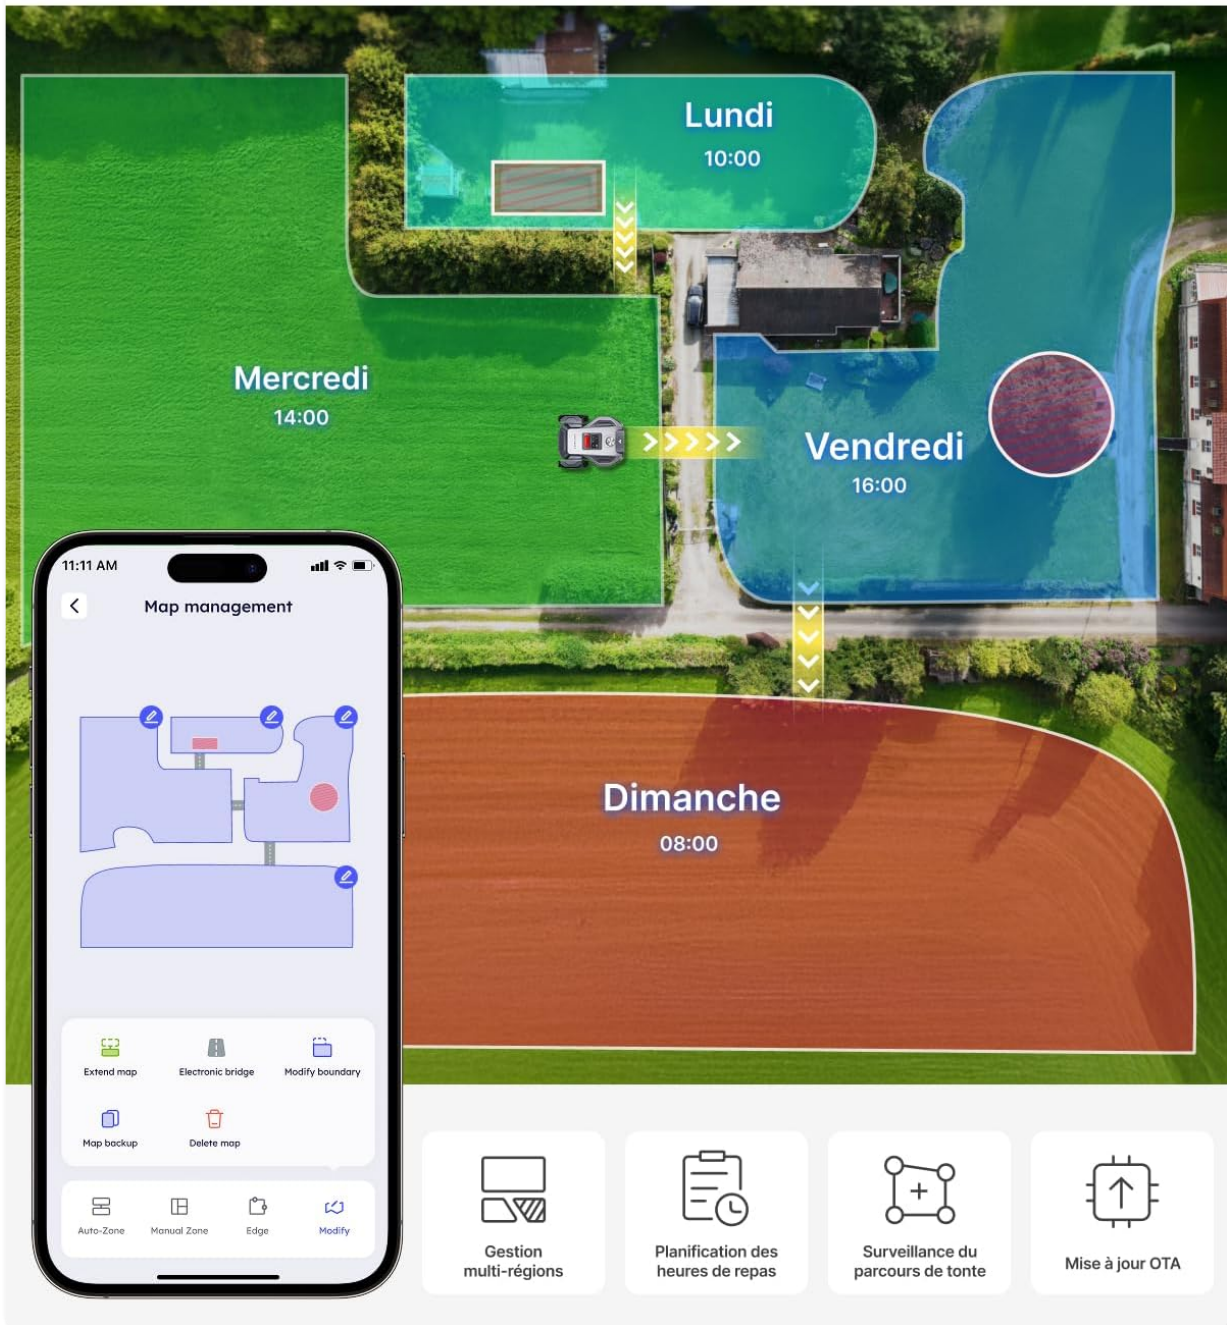 Lundi
10:00
Mercredi
14:00
Vendredi
16:00
Dimanche
08:00
11:11 AM
Map management
Extend map
Electronic bridge
Modify boundary
Map backup
Delete map
Auto-Zone
Manual Zone
Edge
Modify
Gestion
multi-régions
Planification des
heures de repas
Surveillance du
parcours de tonte
Mise à jour OTA